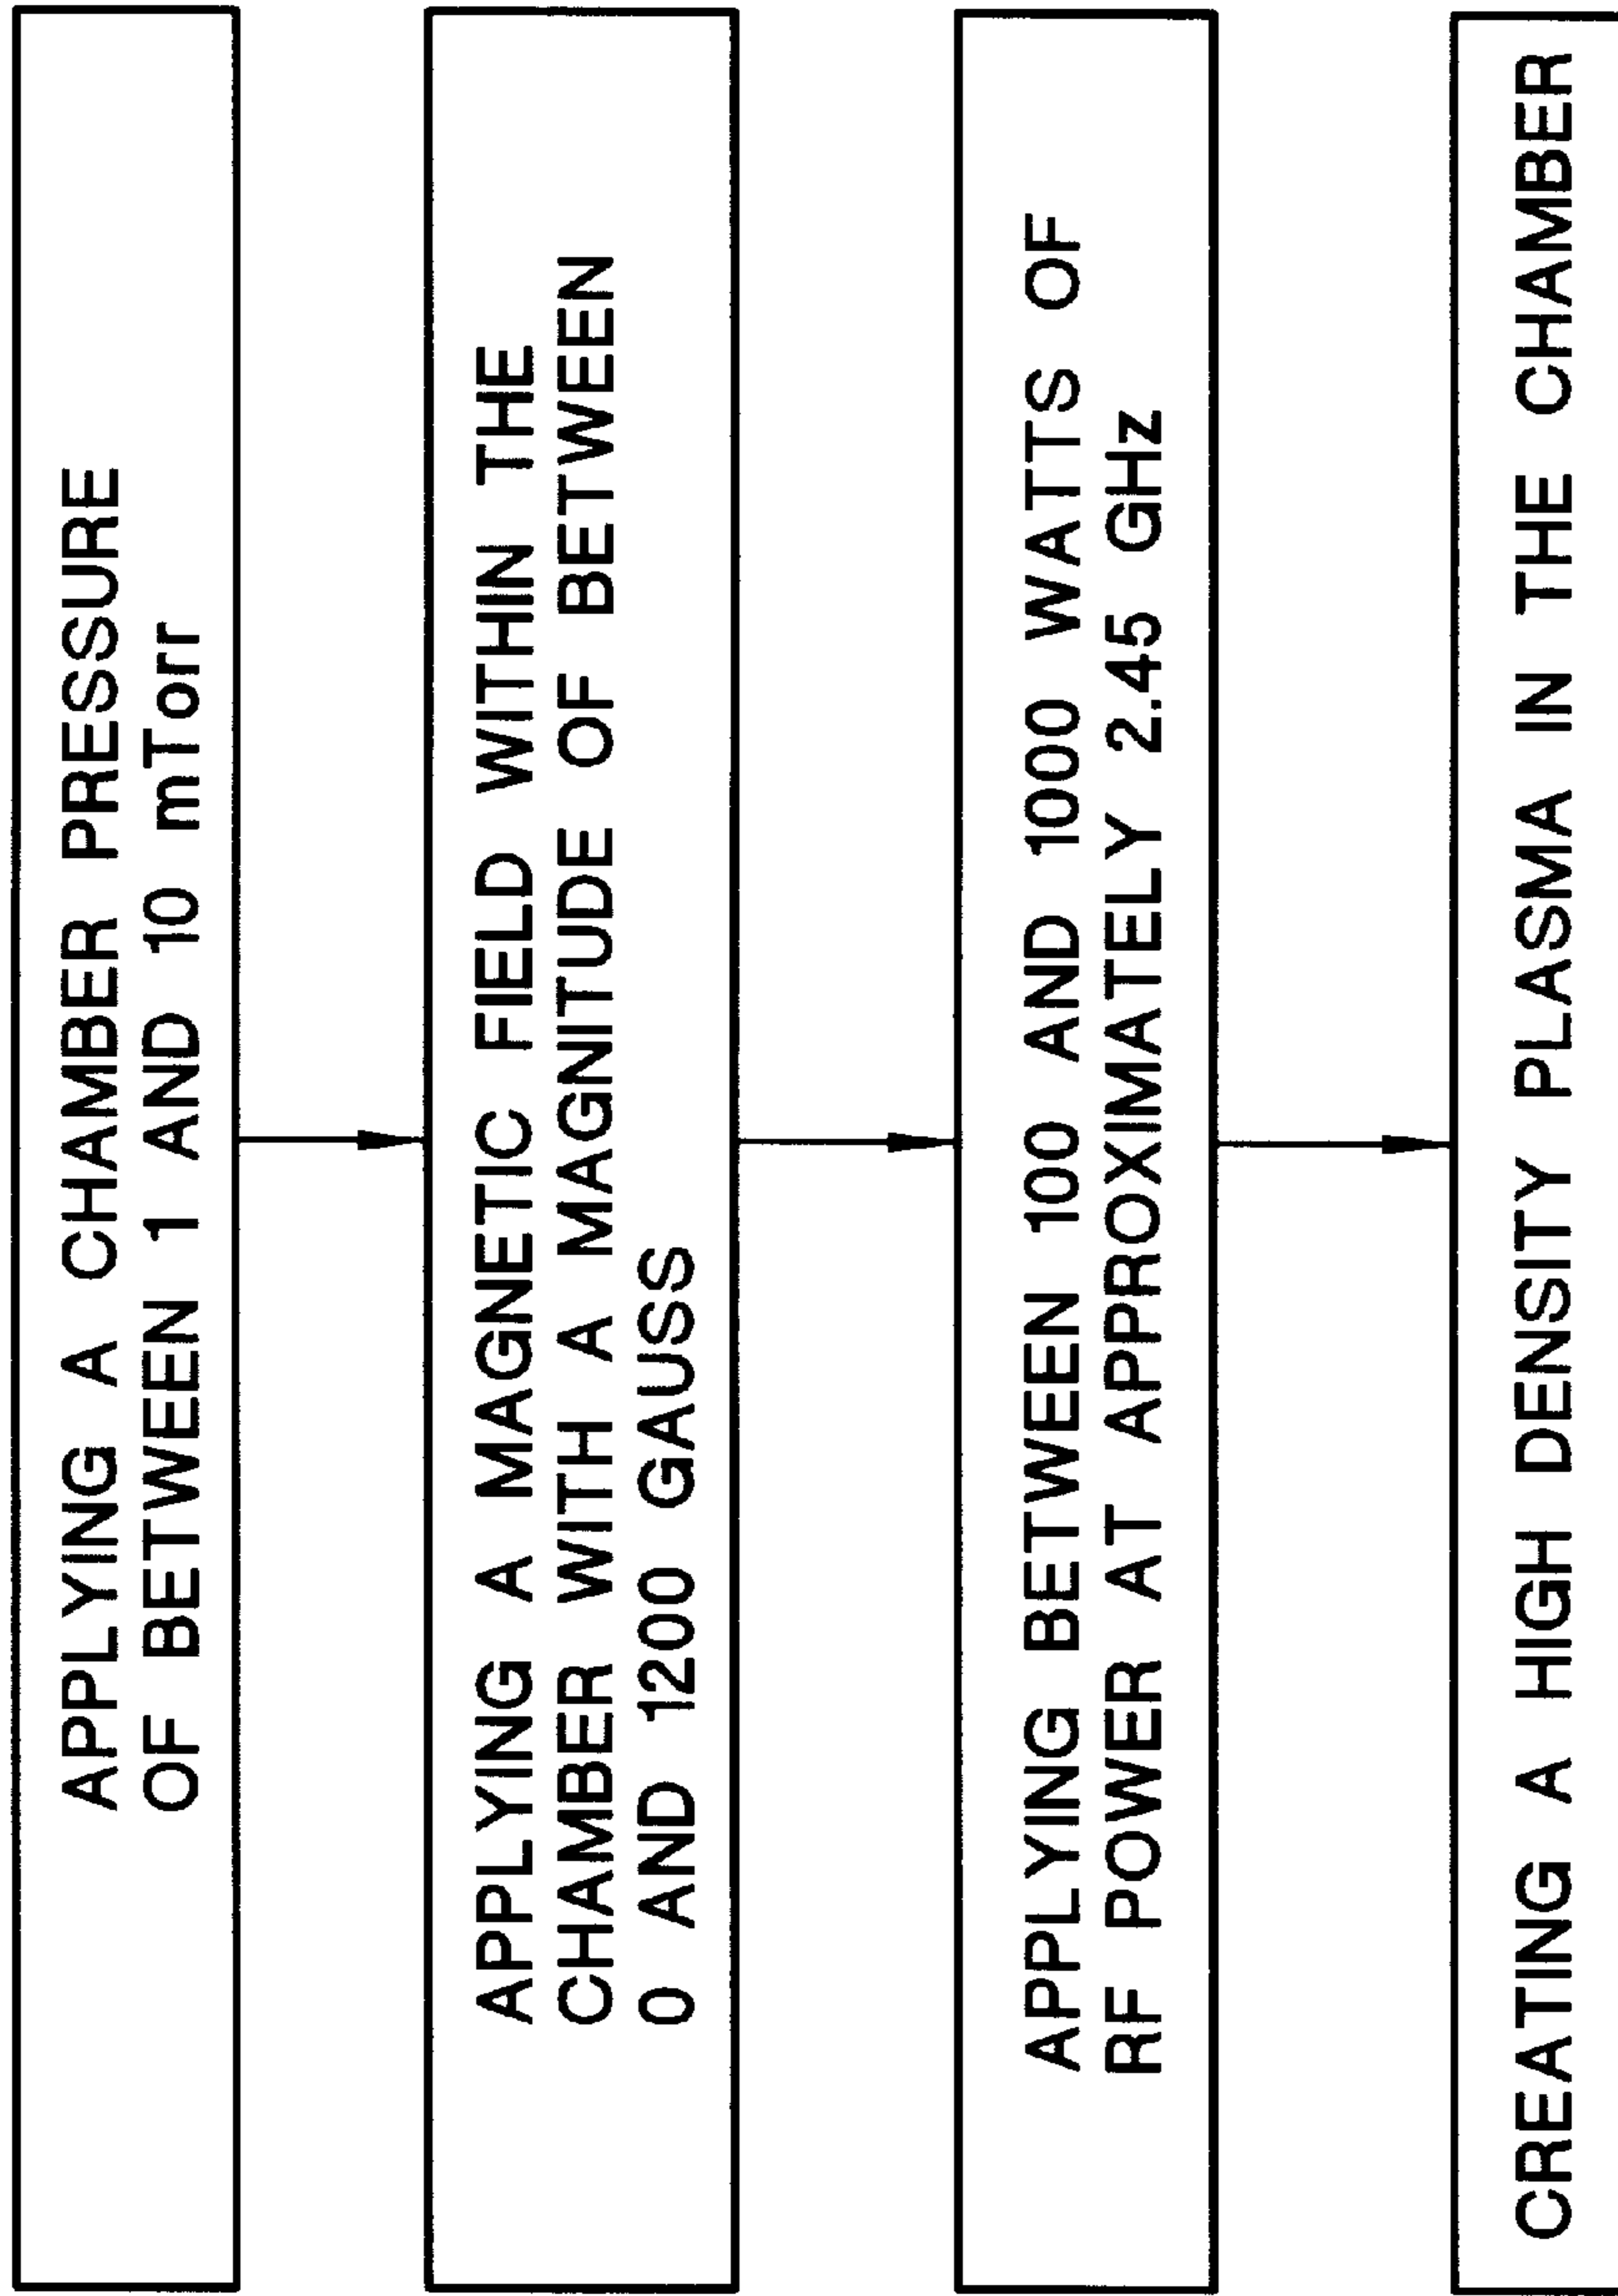 APPLYING A CHAMBER PRESSURE
OF BETWEEN 1 AND 10 mTorr
APPLYING A MAGNETIC FIELD WITHIN THE
CHAMBER WITH A MAGNITUDE OF BETWEEN
0 AND 1200 GAUSS
APPLYING BETWEEN 100 AND 1000 WATTS OF
RF POWER AT APPROXIMATELY 2.45 GHz
CREATING A HIGH DENSITY PLASMA IN THE CHAMBER